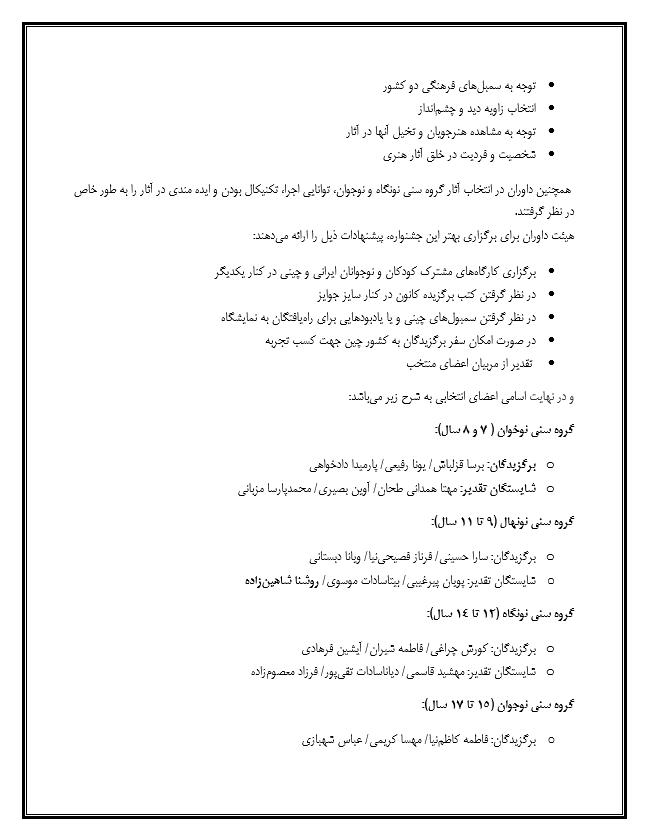 • توجه به سمبل‌های فرهنگی دو کشور
• انتخاب زاویه دید و چشم‌انداز
• توجه به مشاهده هنرجویان و تخیل آنها در آثار
• شخصیت و فردیت در خلق آثار هنری
همچنین داوران در انتخاب آثار گروه سنی نونگاه و نوجوان، توانایی اجرا، تکنیکال بودن و ایده مندی در آثار را به طور خاص
در نظر گرفتند.
هیئت داوران برای برگزاری بهتر این جشنواره، پیشنهادات ذیل را ارائه می‌دهند:
• برگزاری کارگاه‌های مشترک کودکان و نوجوانان ایرانی و چینی در کنار یکدیگر
• در نظر گرفتن کتب برگزیده کانون در کنار سایز جوایز
• در نظر گرفتن سمبول‌های چینی و یا یادبودهایی برای راه‌یافتگان به نمایشگاه
• در صورت امکان سفر برگزیدگان به کشور چین جهت کسب تجربه
• تقدیر از مربیان اعضای منتخب
و در نهایت اسامی اعضای انتخابی به شرح زیر می‌باشد:
گروه سنی نوخوان ( ۷ و ۸ سال):
o برگزیدگان: برسا قزلباش/ یونا رفیعی/ پارمیدا دادخواهی
o شایستگان تقدیر: مهتا همدانی طحان/ آوین بصیری/ محمدپارسا مزبانی
گروه سنی نونهال (۹ تا ۱۱ سال):
o برگزیدگان: سارا حسینی/ فرناز فصیحی‌نیا/ ویانا دبستانی
o شایستگان تقدیر: پویان پیرغیبی/ بیتاسادات موسوی/ روشنا شاهین‌زاده
گروه سنی نونگاه (۱۲ تا ۱۴ سال):
o برگزیدگان: کورش چراغی/ فاطمه شیران/ آیشین فرهادی
o شایستگان تقدیر: مهشید قاسمی/ دیاناسادات تقی‌پور/ فرزاد معصوم‌زاده
گروه سنی نوجوان (۱۵ تا ۱۷ سال):
o برگزیدگان: فاطمه کاظم‌نیا/ مهسا کریمی/ عباس شهبازی